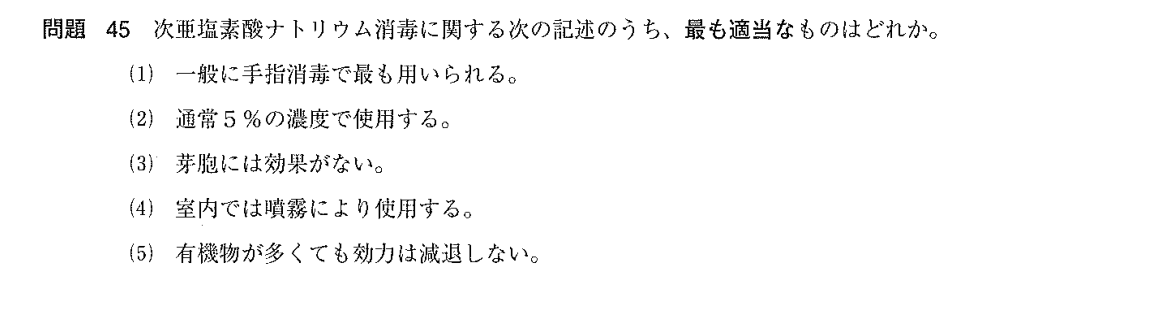 問題 45 次亜塩素酸ナトリウム消毒に関する次の記述のうち、最も適当なものはどれか。
(1) 一般に手指消毒で最も用いられる。
(2) 通常5%の濃度で使用する。
(3) 芽胞には効果がない。
(4) 室内では噴霧により使用する。
(5) 有機物が多くても効力は減退しない。